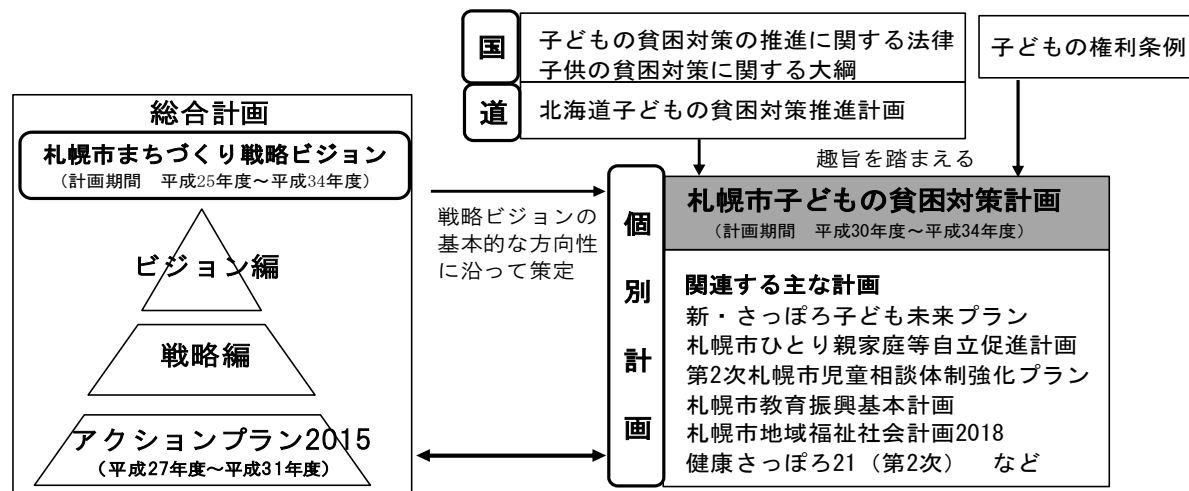 国
子どもの貧困対策の推進に関する法律
子供の貧困対策に関する大綱
道
北海道子どもの貧困対策推進計画
子どもの権利条例
趣旨を踏まえる
総合計画
札幌市まちづくり戦略ビジョン
（計画期間　平成25年度～平成34年度）
ビジョン編
戦略編
アクションプラン2015
（平成27年度～平成31年度）
戦略ビジョンの
基本的な方向性
に沿って策定
個別計画
札幌市子どもの貧困対策計画
（計画期間　平成30年度～平成34年度）
関連する主な計画
新・さっぽろ子ども未来プラン
札幌市ひとり親家庭等自立促進計画
第2次札幌市児童相談体制強化プラン
札幌市教育振興基本計画
札幌市地域福祉社会計画2018
健康さっぽろ21（第2次）　など